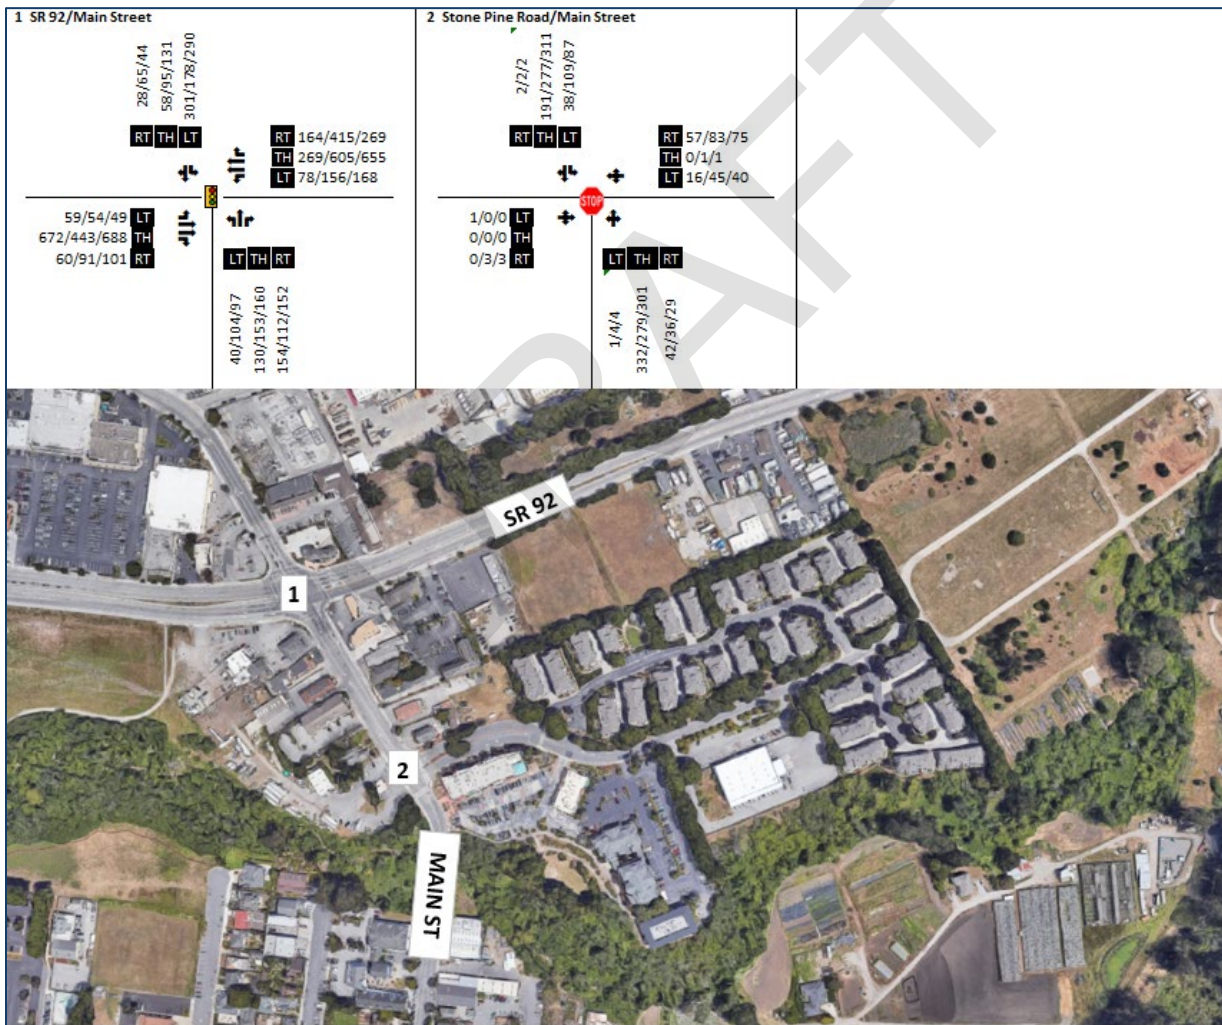 1 SR 92/Main Street
28/65/44
58/95/131
301/178/290
RT TH LT
RT 164/415/269
TH 269/605/655
LT 78/156/168
59/54/49 LT
672/443/688 TH
60/91/101 RT
LT TH RT
40/104/97
130/153/160
154/112/152
2 Stone Pine Road/Main Street
2/2/2
191/277/311
38/109/87
RT TH LT
RT 57/83/75
TH 0/1/1
LT 16/45/40
STOP
1/0/0 LT
0/0/0 TH
0/3/3 RT
LT TH RT
1/4/4
332/279/301
42/36/29
SR 92
1
2
MAIN ST
DRAFT